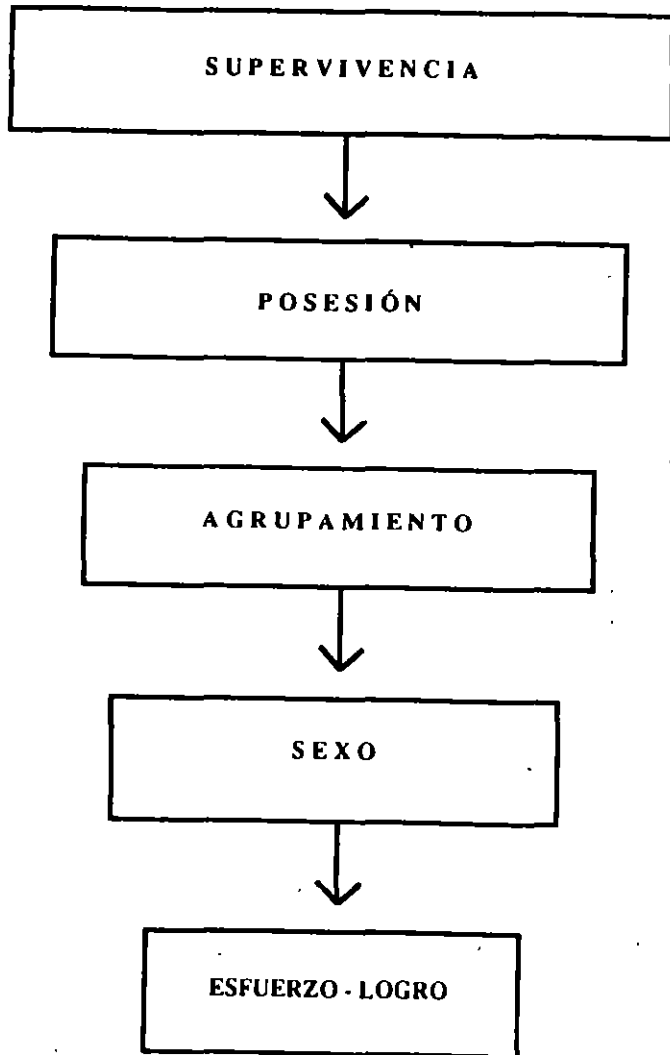 SUPERVIVENCIA
POSESIÓN
AGRUPAMIENTO
SEXO
ESFUERZO - LOGRO